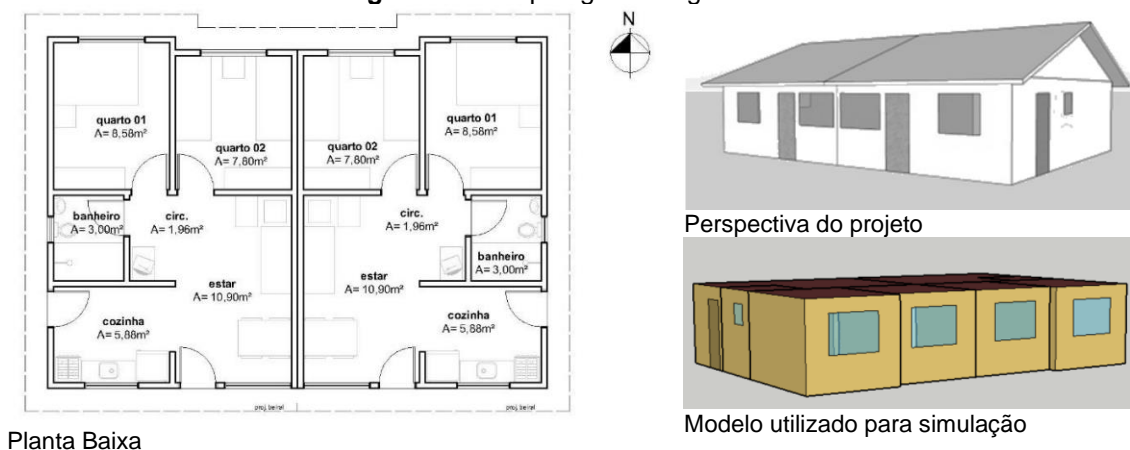 N
quarto 01
A= 8,58m²
quarto 02
A= 7,80m²
quarto 02
A= 7,80m²
quarto 01
A= 8,58m²
banheiro
A= 3,00m²
circ.
A= 1,96m²
estar
A= 10,90m²
cozinha
A= 5,88m²
circ.
A= 1,96m²
banheiro
A= 3,00m²
estar
A= 10,90m²
cozinha
A= 5,88m²
proj. beiral
proj. beiral
Planta Baixa
Perspectiva do projeto
Modelo utilizado para simulação